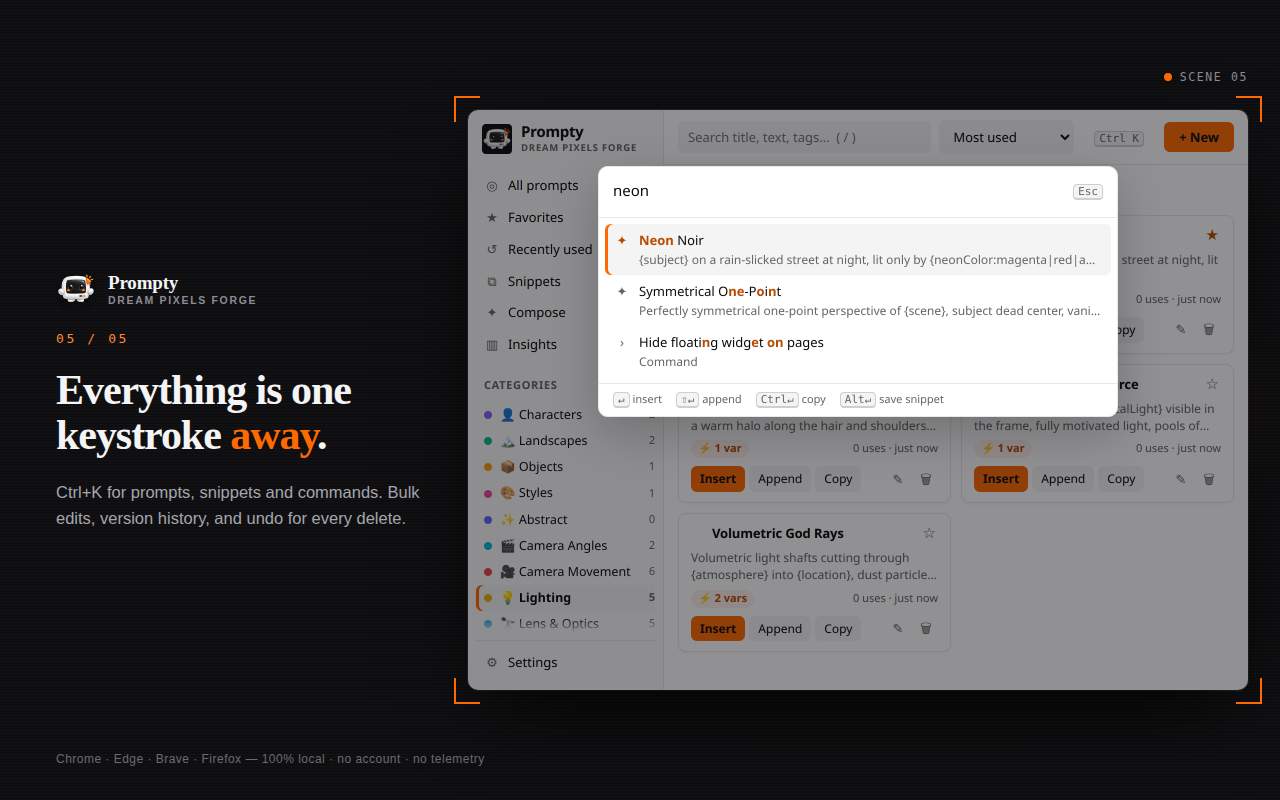 SCENE 05
Prompty
DREAM PIXELS FORGE
05 / 05
Everything is one
keystroke away.
Ctrl+K for prompts, snippets and commands. Bulk
edits, version history, and undo for every delete.
Chrome · Edge · Brave · Firefox — 100% local · no account · no telemetry
Prompty
DREAM PIXELS FORGE
Search title, text, tags... ( / )
Most used
Ctrl K
+ New
All prompts
Favorites
Recently used
Snippets
Compose
Insights
CATEGORIES
Characters
Landscapes 2
Objects 1
Styles 1
Abstract 0
Camera Angles 2
Camera Movement 6
Lighting 5
Lens & Optics 5
Settings
neon
Esc
Neon Noir
{subject} on a rain-slicked street at night, lit only by {neonColor:magenta|red|a...
Symmetrical One-Point
Perfectly symmetrical one-point perspective of {scene}, subject dead center, vani...
Hide floating widget on pages
Command
↵ insert ⇧↵ append Ctrl↵ copy Alt↵ save snippet
street at night, lit
0 uses · just now
a warm halo along the hair and shoulders...
1 var 0 uses · just now
Insert Append Copy
visible in
the frame, fully motivated light, pools of...
1 var 0 uses · just now
Insert Append Copy
Volumetric God Rays
Volumetric light shafts cutting through
{atmosphere} into {location}, dust particle...
2 vars 0 uses · just now
Insert Append Copy